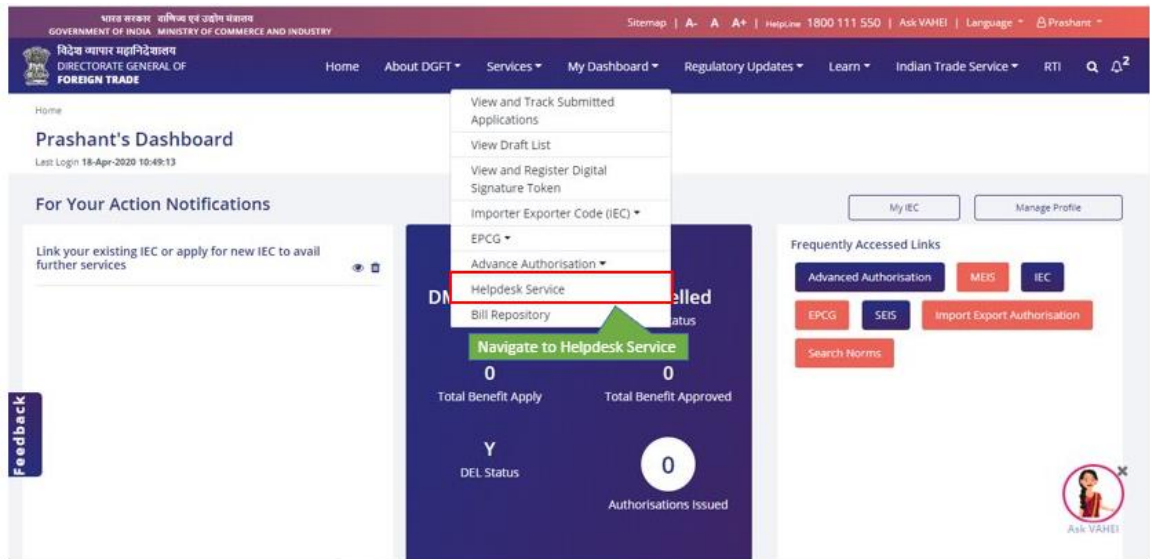 भारत सरकार वाणिज्य एवं उद्योग मंत्रालय
GOVERNMENT OF INDIA MINISTRY OF COMMERCE AND INDUSTRY
Sitemap | A- A A+ | HelpLine 1800 111 550 | Ask VAHEI | Language | Prashant
विदेश व्यापार महानिदेशालय
DIRECTORATE GENERAL OF
FOREIGN TRADE
Home About DGFT Services My Dashboard Regulatory Updates Learn Indian Trade Service RTI 2
Home
Prashant's Dashboard
Last Login 18-Apr-2020 10:49:13
View and Track Submitted
Applications
View Draft List
View and Register Digital
Signature Token
Importer Exporter Code (IEC)
EPCG
Advance Authorisation
Helpdesk Service
Bill Repository
Navigate to Helpdesk Service
For Your Action Notifications
My IEC Manage Profile
Link your existing IEC or apply for new IEC to avail
further services
elled
atus
0 0
Total Benefit Apply Total Benefit Approved
Y 0
DEL Status Authorisations Issued
Frequently Accessed Links
Advanced Authorisation MEIS IEC
EPCG SEIS Import Export Authorisation
Search Norms
Feedback
Ask VAHEI